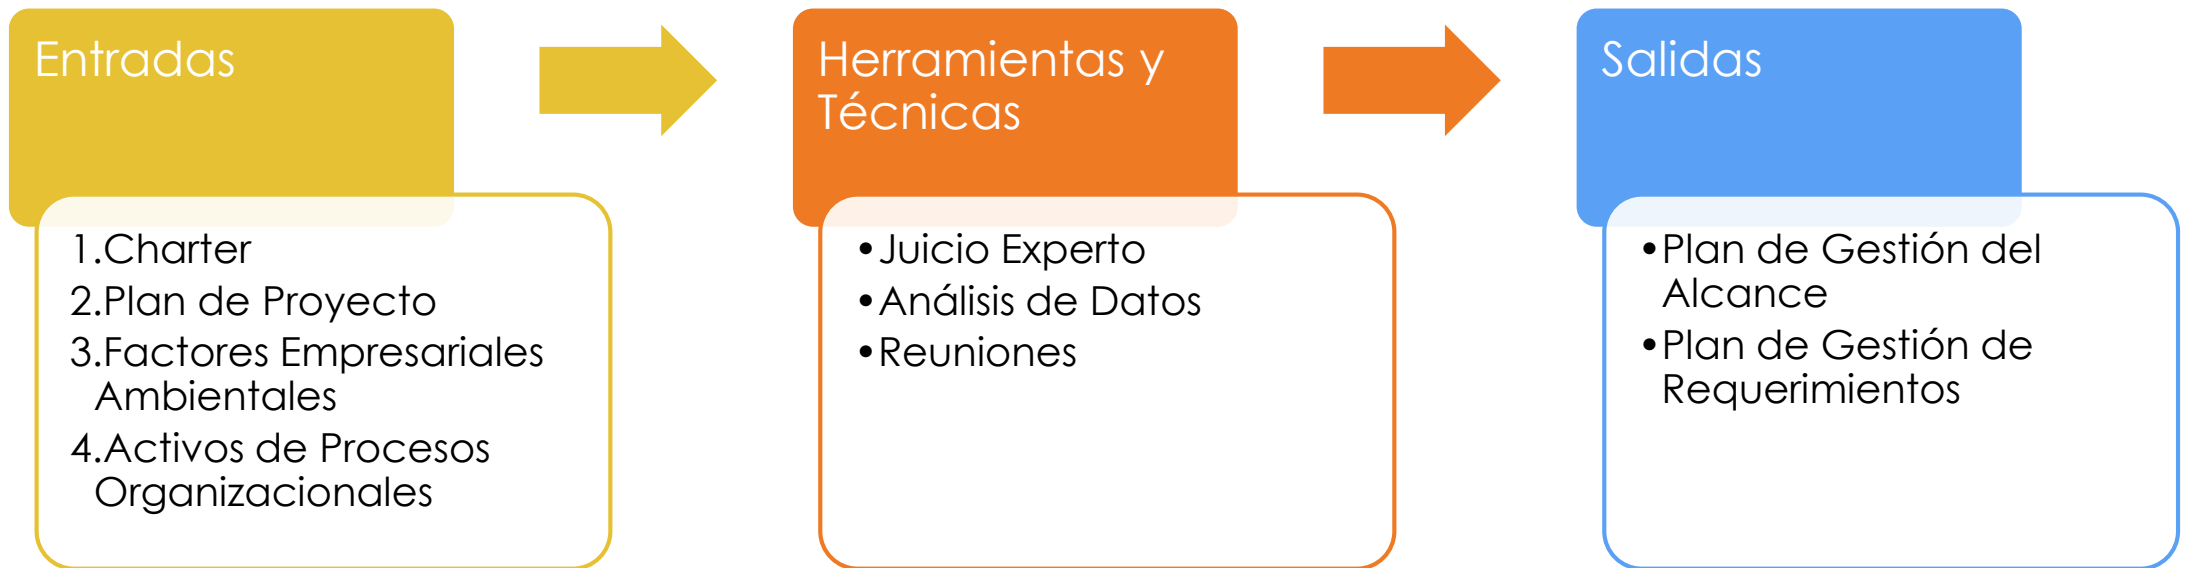 Entradas
1.Charter
2.Plan de Proyecto
3.Factores Empresariales
Ambientales
4.Activos de Procesos
Organizacionales
Herramientas y
Técnicas
•Juicio Experto
•Análisis de Datos
•Reuniones
Salidas
•Plan de Gestión del
Alcance
•Plan de Gestión de
Requerimientos